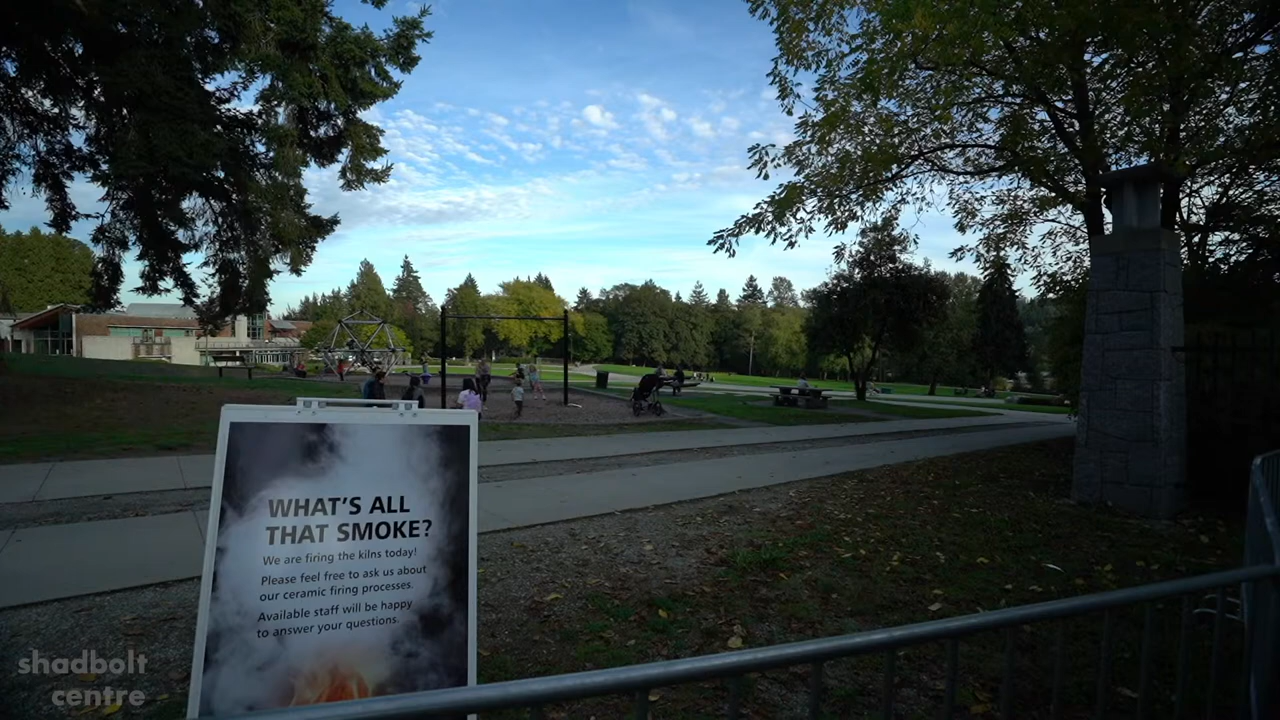 WHAT'S ALL
THAT SMOKE?
We are firing the kilns today!
Please feel free to ask us about
our ceramic firing processes.
Available staff will be happy
to answer your questions.
shadbolt
centre